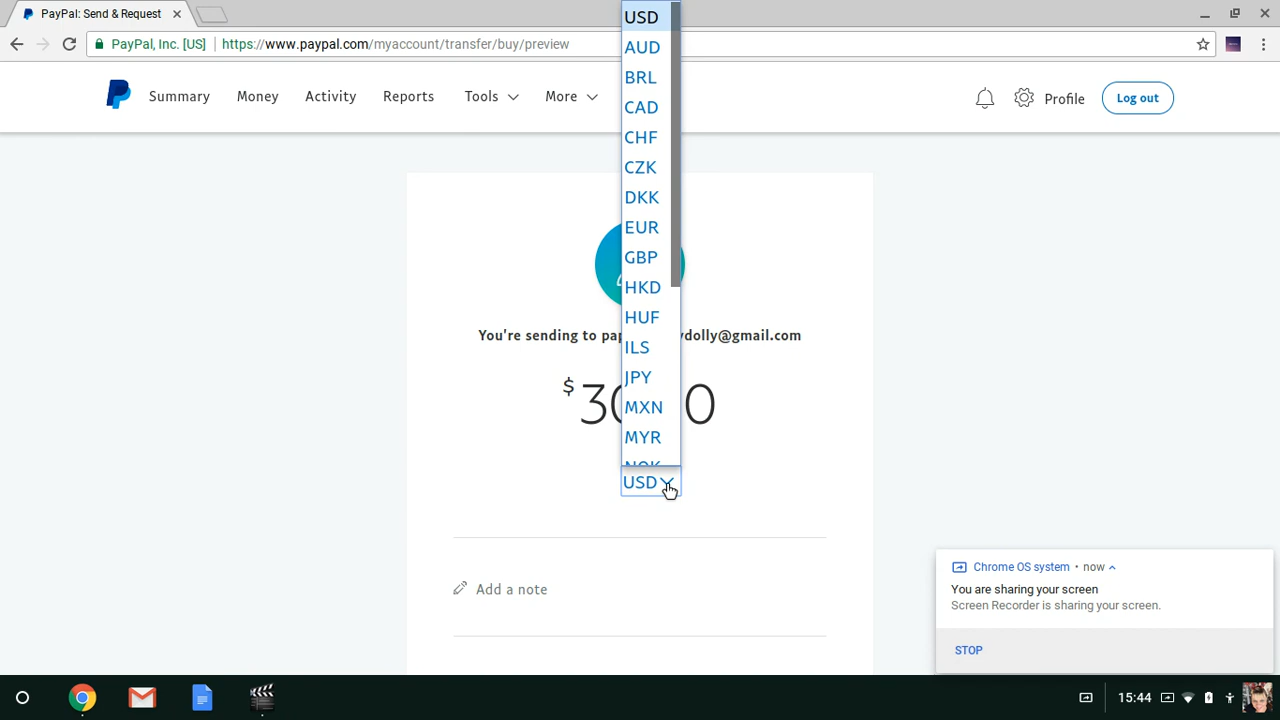 PayPal: Send & Request
PayPal, Inc. [US]
https://www.paypal.com/myaccount/transfer/buy/preview
Summary
Money
Activity
Reports
Tools
More
Profile
Log out
USD
AUD
BRL
CAD
CHF
CZK
DKK
EUR
GBP
HKD
HUF
ILS
JPY
MXN
MYR
NOK
You're sending to pap ydolly@gmail.com
$ 30 0
USD
Add a note
Chrome OS system • now
You are sharing your screen
Screen Recorder is sharing your screen.
STOP
15:44